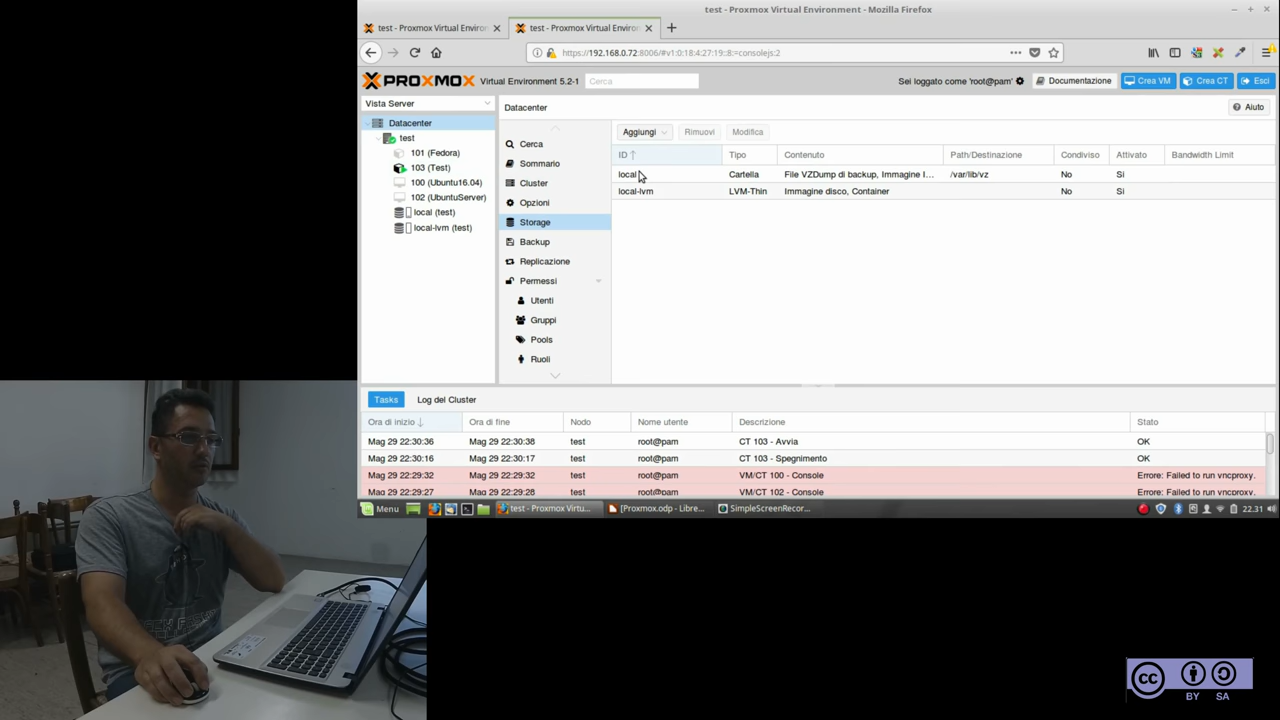 test - Proxmox Virtual Environment - Mozilla Firefox
test - Proxmox Virtual Environ
test - Proxmox Virtual Environ
https://192.168.0.72:8006/#v1:0:18:4:27:19::8:=consolejs:2
PROXMOX Virtual Environment 5.2-1 Cerca Sei loggato come 'root@pam' Documentazione Crea VM Crea CT Esci
Vista Server
Datacenter
test
101 (Fedora)
103 (Test)
100 (Ubuntu16.04)
102 (UbuntuServer)
local (test)
local-lvm (test)
Datacenter Aiuto
Cerca
Sommario
Cluster
Opzioni
Storage
Backup
Replicazione
Permessi
Utenti
Gruppi
Pools
Ruoli
Aggiungi Rimuovi Modifica
ID Tipo Contenuto Path/Destinazione Condiviso Attivato Bandwidth Limit
local Cartella File VZDump di backup, Immagine I... /var/lib/vz No Si
local-lvm LVM-Thin Immagine disco, Container No Si
Tasks Log del Cluster
Ora di inizio Ora di fine Nodo Nome utente Descrizione Stato
Mag 29 22:30:36 Mag 29 22:30:38 test root@pam CT 103 - Avvia OK
Mag 29 22:30:16 Mag 29 22:30:17 test root@pam CT 103 - Spegnimento OK
Mag 29 22:29:32 Mag 29 22:29:32 test root@pam VM/CT 100 - Console Errore: Failed to run vncproxy.
Mag 29 22:29:27 Mag 29 22:29:28 test root@pam VM/CT 102 - Console Errore: Failed to run vncproxy.
Menu test - Proxmox Virtu... [Proxmox.odp - Libre... SimpleScreenRecor... 22.31
cc
BY SA